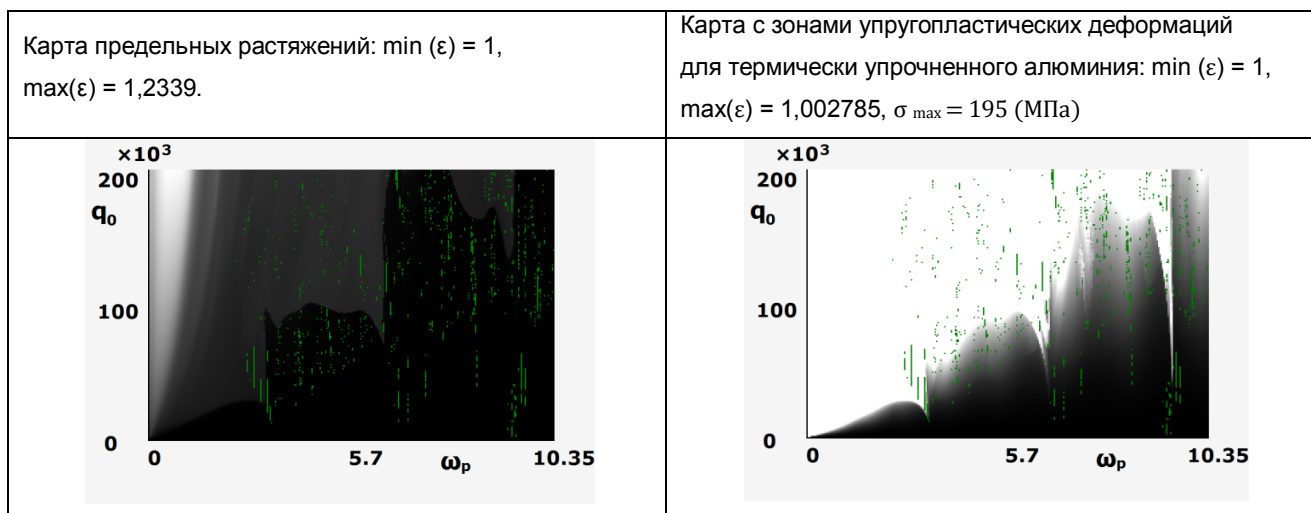 Карта предельных растяжений: min (ε) = 1,
max(ε) = 1,2339.
Карта с зонами упругопластических деформаций
для термически упрочненного алюминия: min (ε) = 1,
max(ε) = 1,002785, σ max = 195 (МПа)
×10³
200
q₀
100
0
0 5.7 ωₚ 10.35
×10³
200
q₀
100
0
0 5.7 ωₚ 10.35